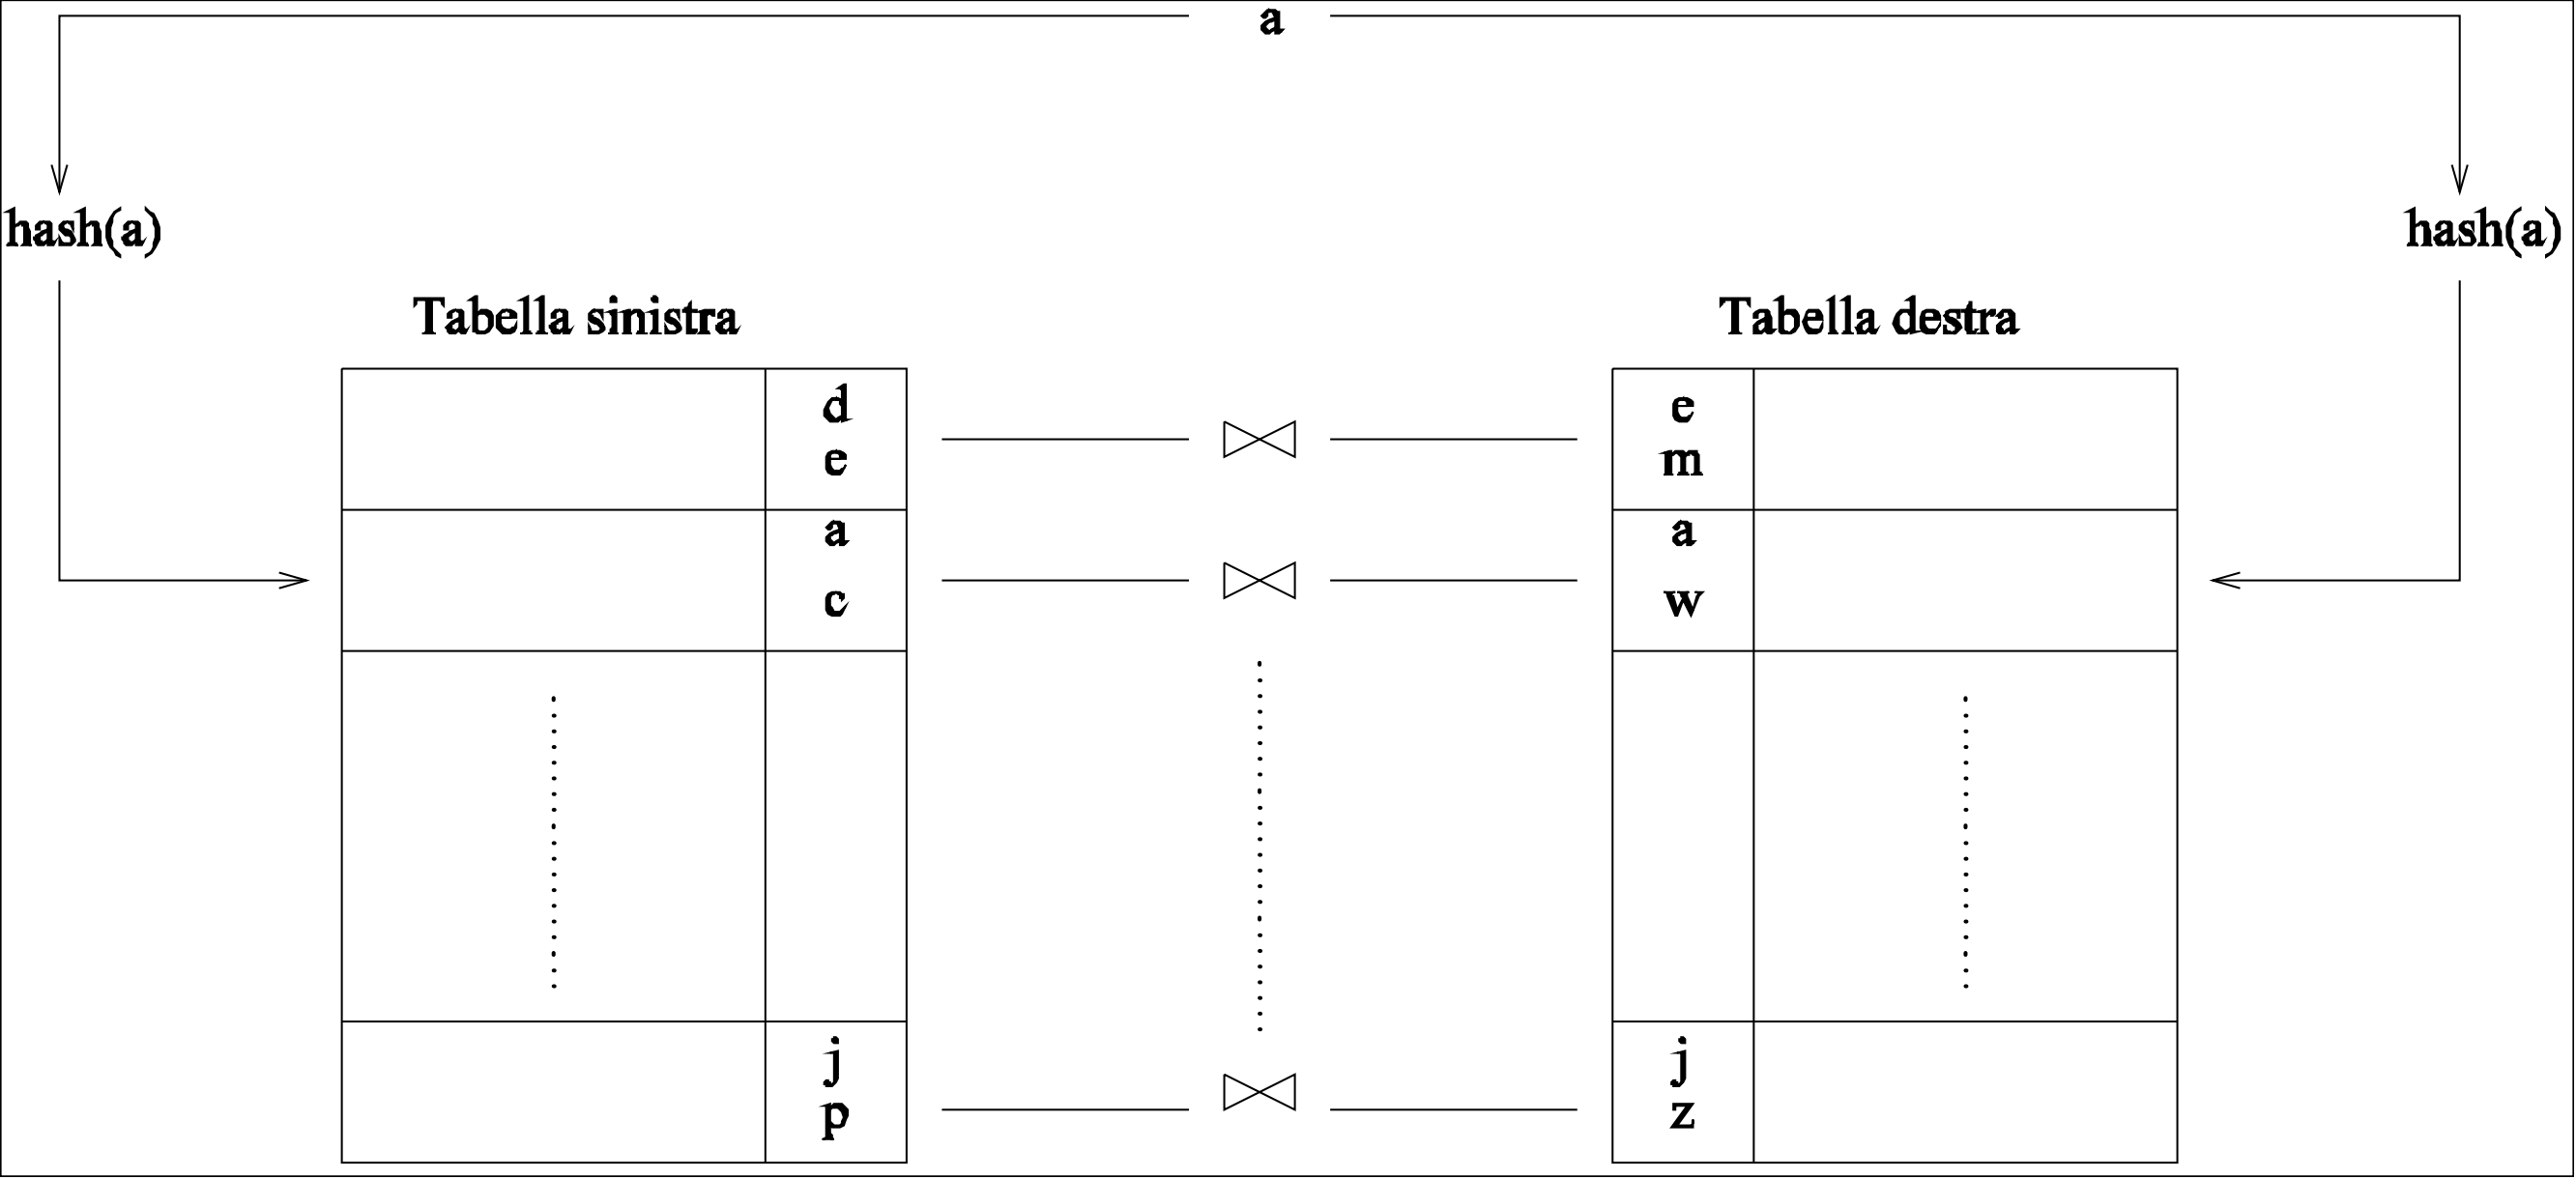 a
hash(a) hash(a)
Tabella sinistra Tabella destra
d e
e m
a a
c w
j j
p z